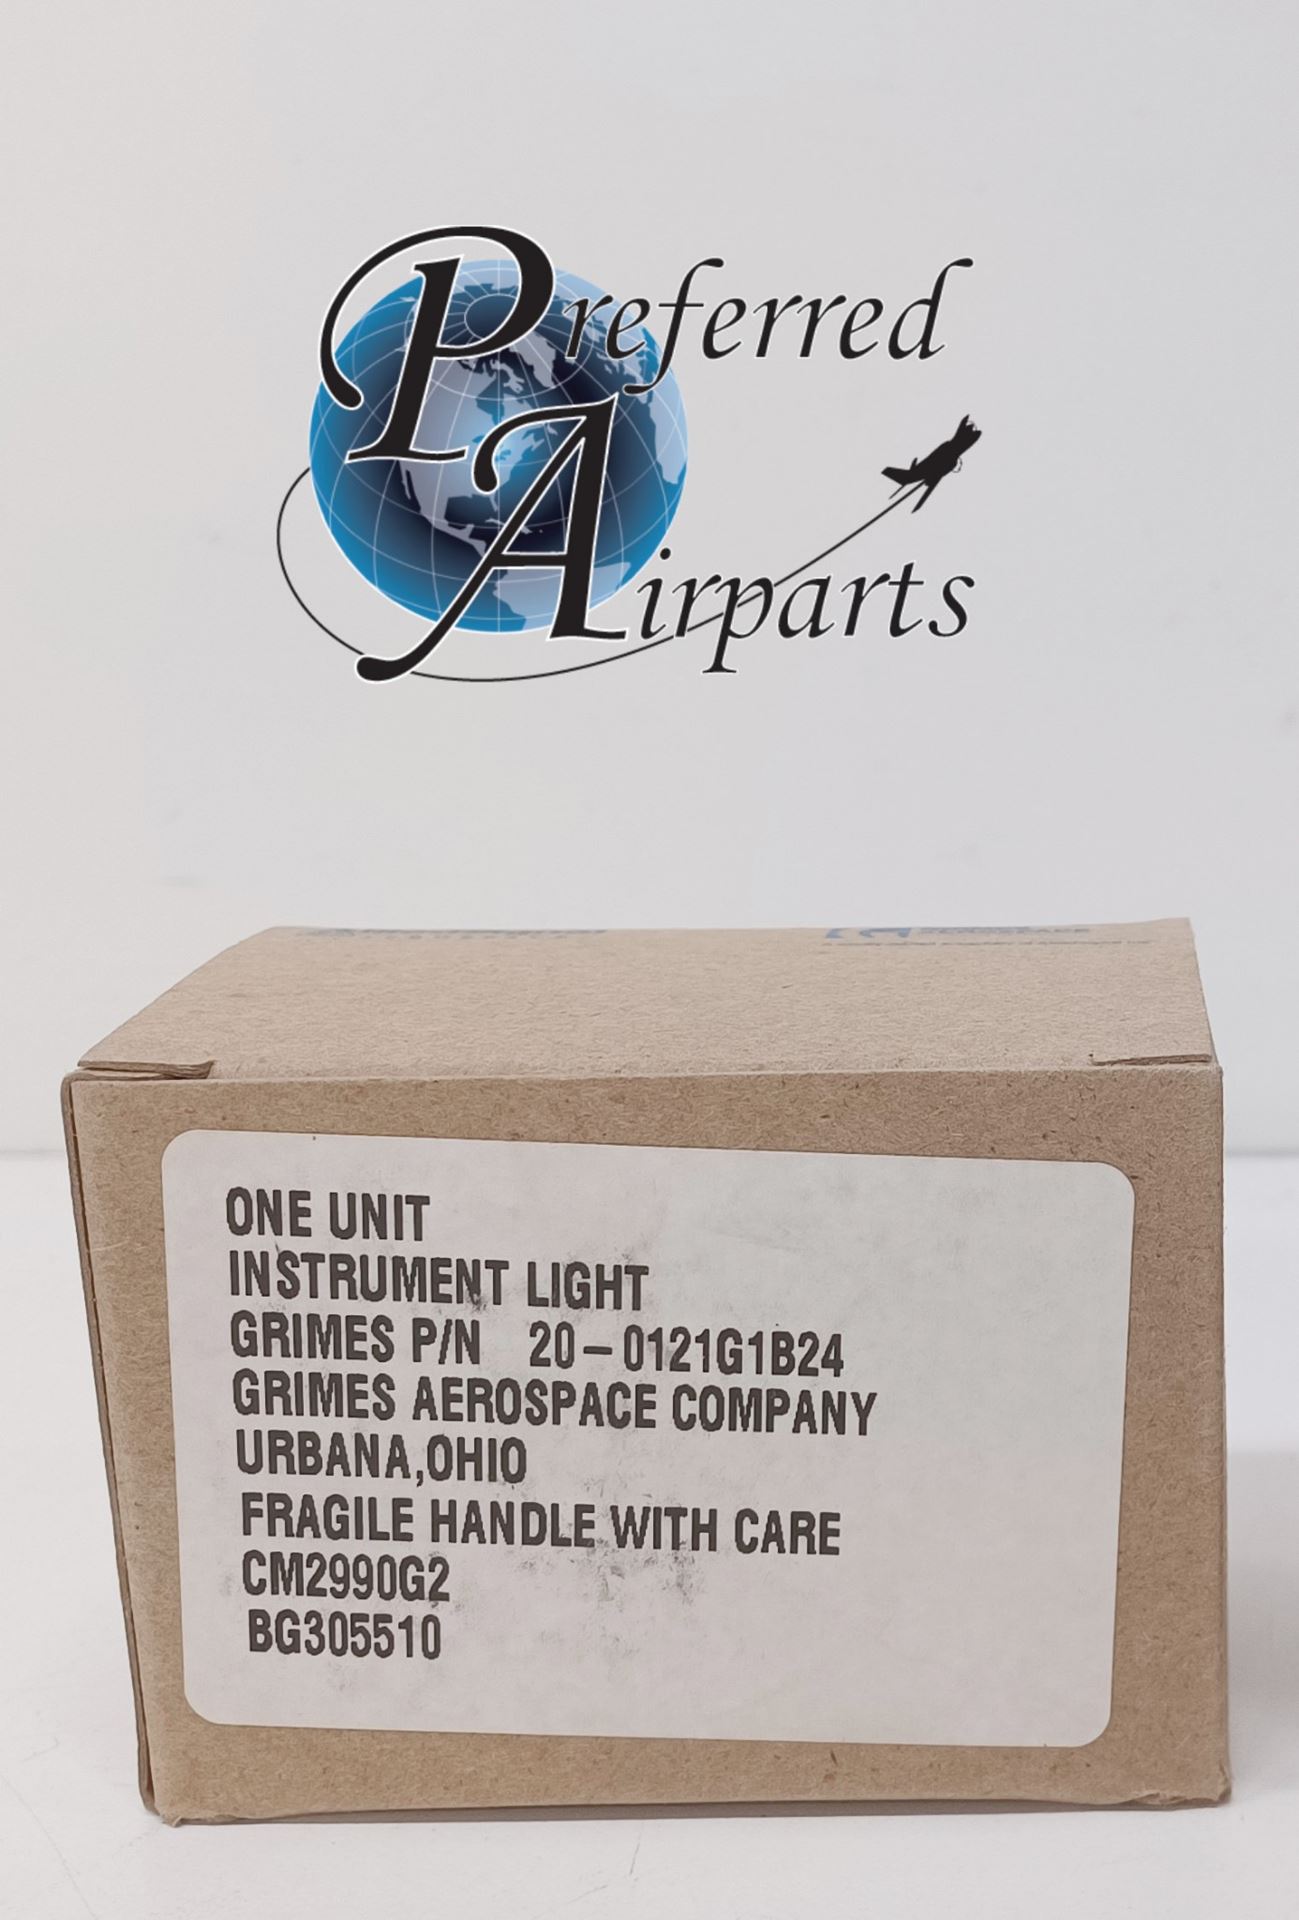 Preferred
Airparts
ONE UNIT
INSTRUMENT LIGHT
GRIMES P/N 20-0121G1B24
GRIMES AEROSPACE COMPANY
URBANA,OHIO
FRAGILE HANDLE WITH CARE
CM2990G2
BG305510